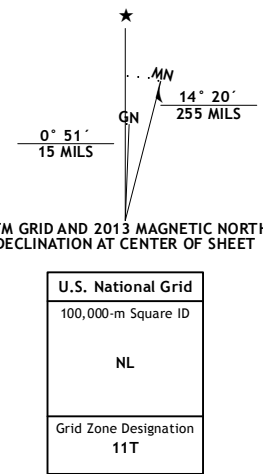 ★
MN
GN
14° 20´
255 MILS
0° 51´
15 MILS
TM GRID AND 2013 MAGNETIC NORTH
DECLINATION AT CENTER OF SHEET
U.S. National Grid
100,000-m Square ID
NL
Grid Zone Designation
11T